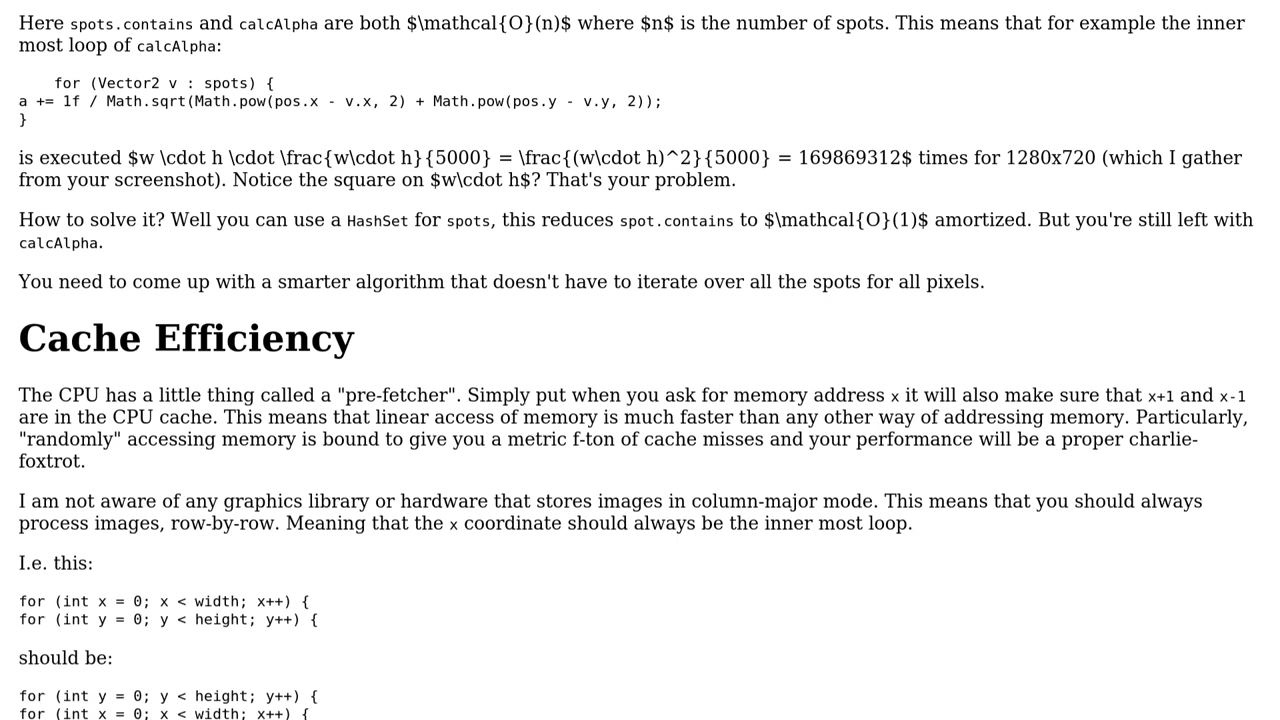 Here spots.contains and calcAlpha are both $\mathcal{O}(n)$ where $n$ is the number of spots. This means that for example the inner
most loop of calcAlpha:
for (Vector2 v : spots) {
a += 1f / Math.sqrt(Math.pow(pos.x - v.x, 2) + Math.pow(pos.y - v.y, 2));
}
is executed $w \cdot h \cdot \frac{w\cdot h}{5000} = \frac{(w\cdot h)^2}{5000} = 169869312$ times for 1280x720 (which I gather
from your screenshot). Notice the square on $w\cdot h$? That's your problem.
How to solve it? Well you can use a HashSet for spots, this reduces spot.contains to $\mathcal{O}(1)$ amortized. But you're still left with
calcAlpha.
You need to come up with a smarter algorithm that doesn't have to iterate over all the spots for all pixels.
Cache Efficiency
The CPU has a little thing called a "pre-fetcher". Simply put when you ask for memory address x it will also make sure that x+1 and x-1
are in the CPU cache. This means that linear access of memory is much faster than any other way of addressing memory. Particularly,
"randomly" accessing memory is bound to give you a metric f-ton of cache misses and your performance will be a proper charlie-
foxtrot.
I am not aware of any graphics library or hardware that stores images in column-major mode. This means that you should always
process images, row-by-row. Meaning that the x coordinate should always be the inner most loop.
I.e. this:
for (int x = 0; x < width; x++) {
for (int y = 0; y < height; y++) {
should be:
for (int y = 0; y < height; y++) {
for (int x = 0; x < width; x++) {